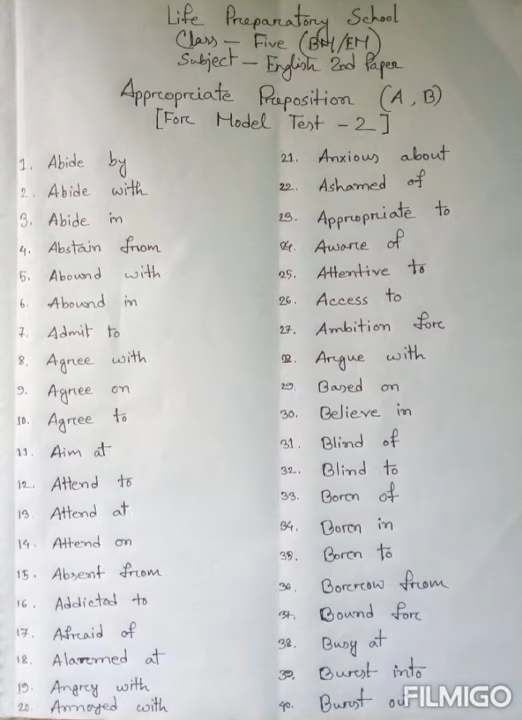 Life Preparatory School
Class – Five (BM/EM)
Subject – English 2nd Paper
Appropriate Preposition (A, B)
[For Model Test – 2]
1. Abide by
2. Abide with
3. Abide in
4. Abstain from
5. Abound with
6. Abound in
7. Admit to
8. Agree with
9. Agree on
10. Agree to
11. Aim at
12. Attend to
13 Attend at
14. Attend on
15. Absent from
16. Addicted to
17. Afraid of
18. Alarmed at
19. Angry with
20. Annoyed with
21. Anxious about
22. Ashamed of
23. Appropriate to
24. Aware of
25. Attentive to
26. Access to
27. Ambition for
28. Argue with
29. Based on
30. Believe in
31. Blind of
32. Blind to
33. Born of
34. Born in
35. Born to
36. Borrow from
37. Bound for
38. Busy at
39. Burst into
40. Burst ou
FILMIGO